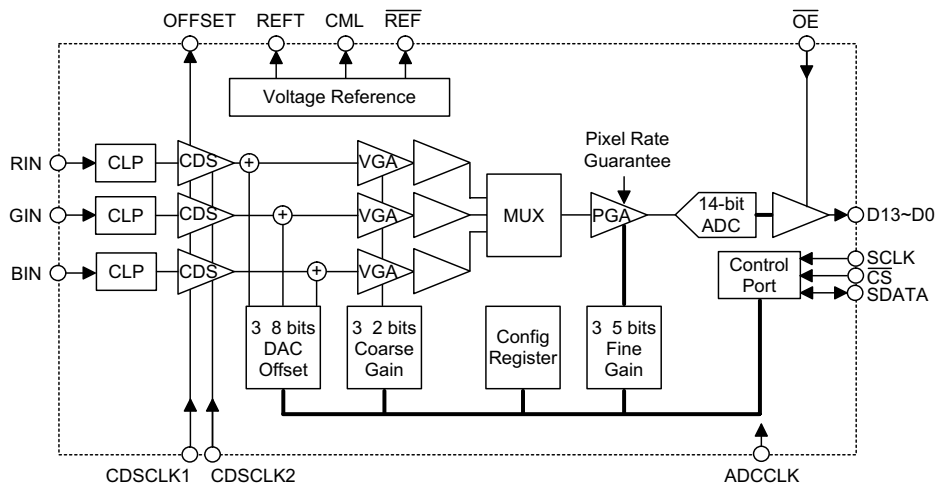 OFFSET REFT CML REF OE
Voltage Reference
RIN CLP CDS + VGA
Pixel Rate
Guarantee
GIN CLP CDS + VGA MUX PGA 14-bit
ADC D13~D0
BIN CLP CDS + VGA
Control
Port
SCLK
CS
SDATA
3 8 bits
DAC
Offset
3 2 bits
Coarse
Gain
Config
Register
3 5 bits
Fine
Gain
CDSCLK1 CDSCLK2 ADCCLK